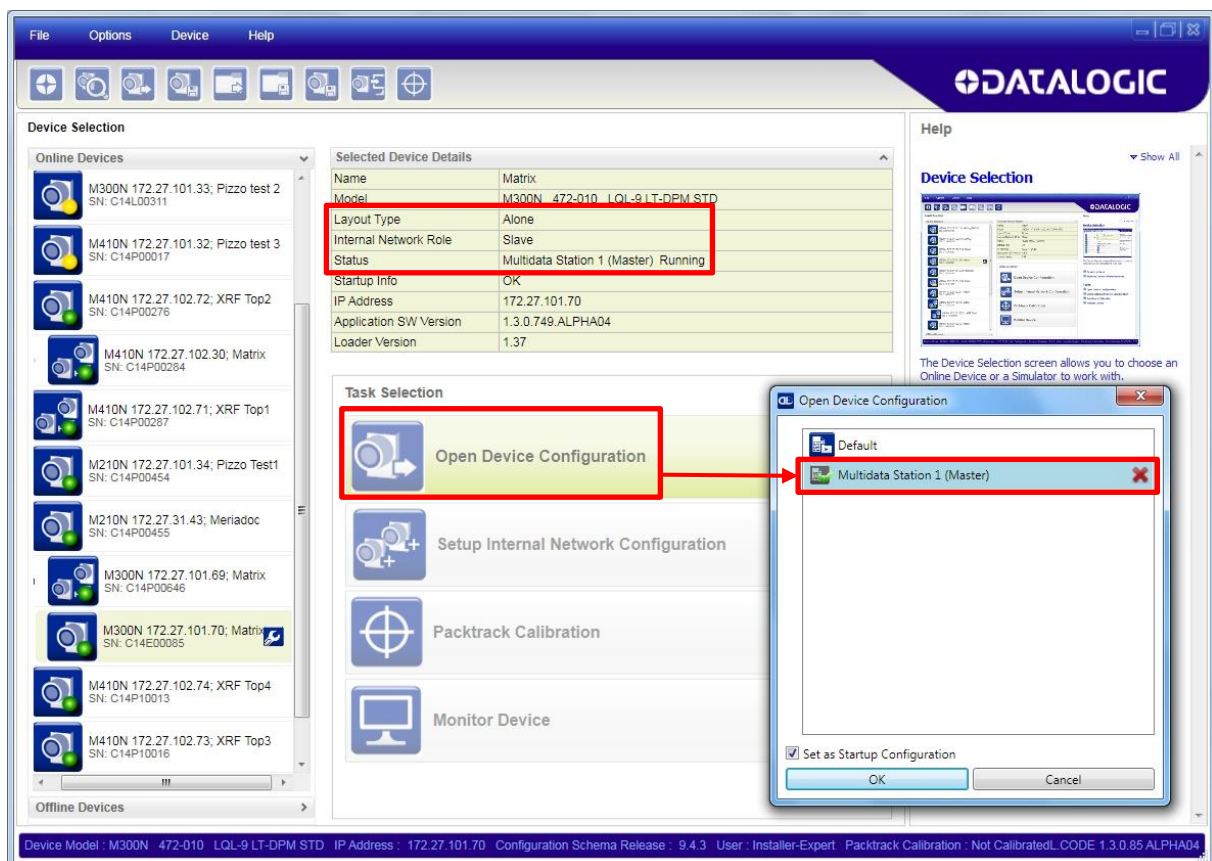 File Options Device Help
DATALOGIC
Device Selection
Online Devices
M300N 172.27.101.33; Pizzo test 2
SN: C14L00311
M410N 172.27.101.32; Pizzo test 3
SN: C14P00017
M410N 172.27.102.72; XRF Top2
SN: C14P00276
M410N 172.27.102.30; Matrix
SN: C14P00284
M410N 172.27.102.71; XRF Top1
SN: C14P00287
M210N 172.27.101.34; Pizzo Test1
SN: C14P00454
M210N 172.27.31.43; Meriadoc
SN: C14P00455
M300N 172.27.101.69; Matrix
SN: C14P00646
M300N 172.27.101.70; Matrix
SN: C14E00085
M410N 172.27.102.74; XRF Top4
SN: C14P10013
M410N 172.27.102.73; XRF Top3
SN: C14P10016
Offline Devices
Selected Device Details
Name Matrix
Model M300N 472-010 LQL-9 LT-DPM STD
Layout Type Alone
Internal Network Role Slave
Status Multidata Station 1 (Master) Running
Startup Info OK
IP Address 172.27.101.70
Application SW Version 1.3.0.749.ALPHA04
Loader Version 1.37
Task Selection
Open Device Configuration
Setup Internal Network Configuration
Packtrack Calibration
Monitor Device
Help
Show All
Device Selection
DATALOGIC
The Device Selection screen allows you to choose an
Online Device or a Simulator to work with.
Open Device Configuration
Default
Multidata Station 1 (Master)
Set as Startup Configuration
OK Cancel
Device Model : M300N 472-010 LQL-9 LT-DPM STD IP Address : 172.27.101.70 Configuration Schema Release : 9.4.3 User : Installer-Expert Packtrack Calibration : Not CalibratedL.CODE 1.3.0.85 ALPHA04